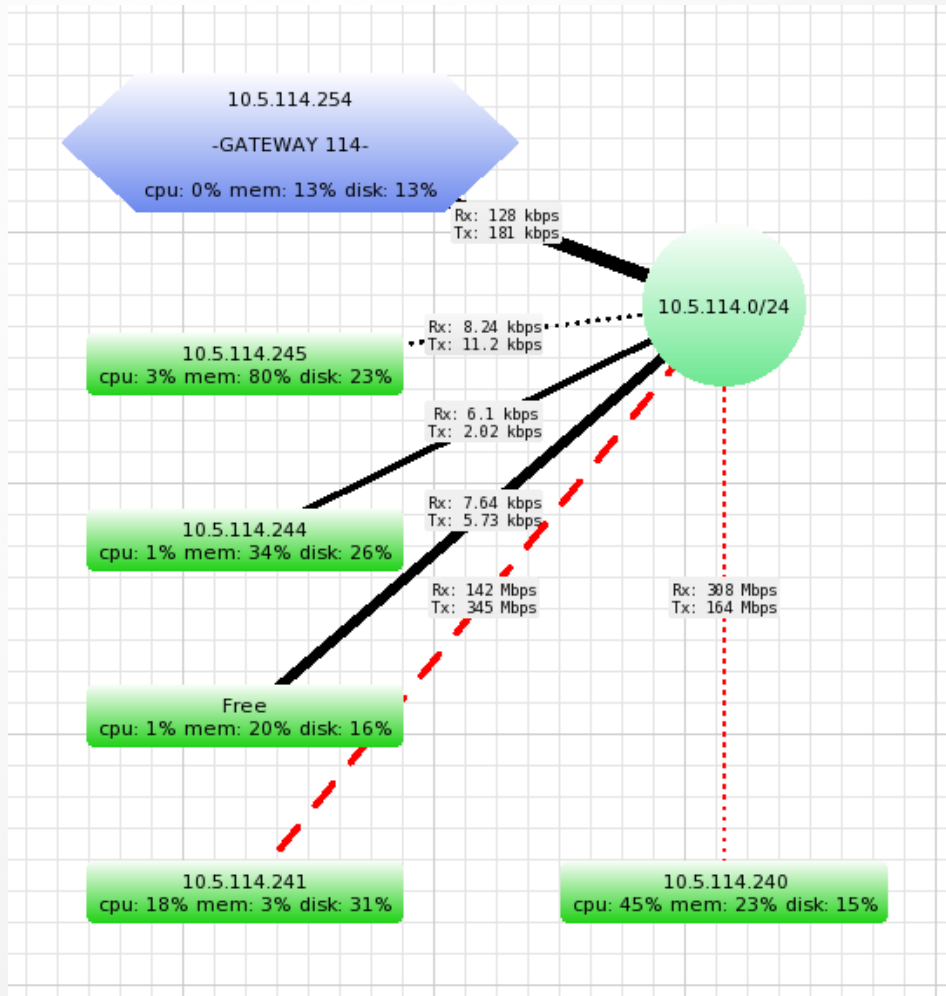 10.5.114.254
-GATEWAY 114-
cpu: 0% mem: 13% disk: 13%
Rx: 128 kbps
Tx: 181 kbps
10.5.114.0/24
Rx: 8.24 kbps
Tx: 11.2 kbps
10.5.114.245
cpu: 3% mem: 80% disk: 23%
Rx: 6.1 kbps
Tx: 2.02 kbps
10.5.114.244
cpu: 1% mem: 34% disk: 26%
Rx: 7.64 kbps
Tx: 5.73 kbps
Rx: 142 Mbps
Tx: 345 Mbps
Rx: 308 Mbps
Tx: 164 Mbps
Free
cpu: 1% mem: 20% disk: 16%
10.5.114.241
cpu: 18% mem: 3% disk: 31%
10.5.114.240
cpu: 45% mem: 23% disk: 15%